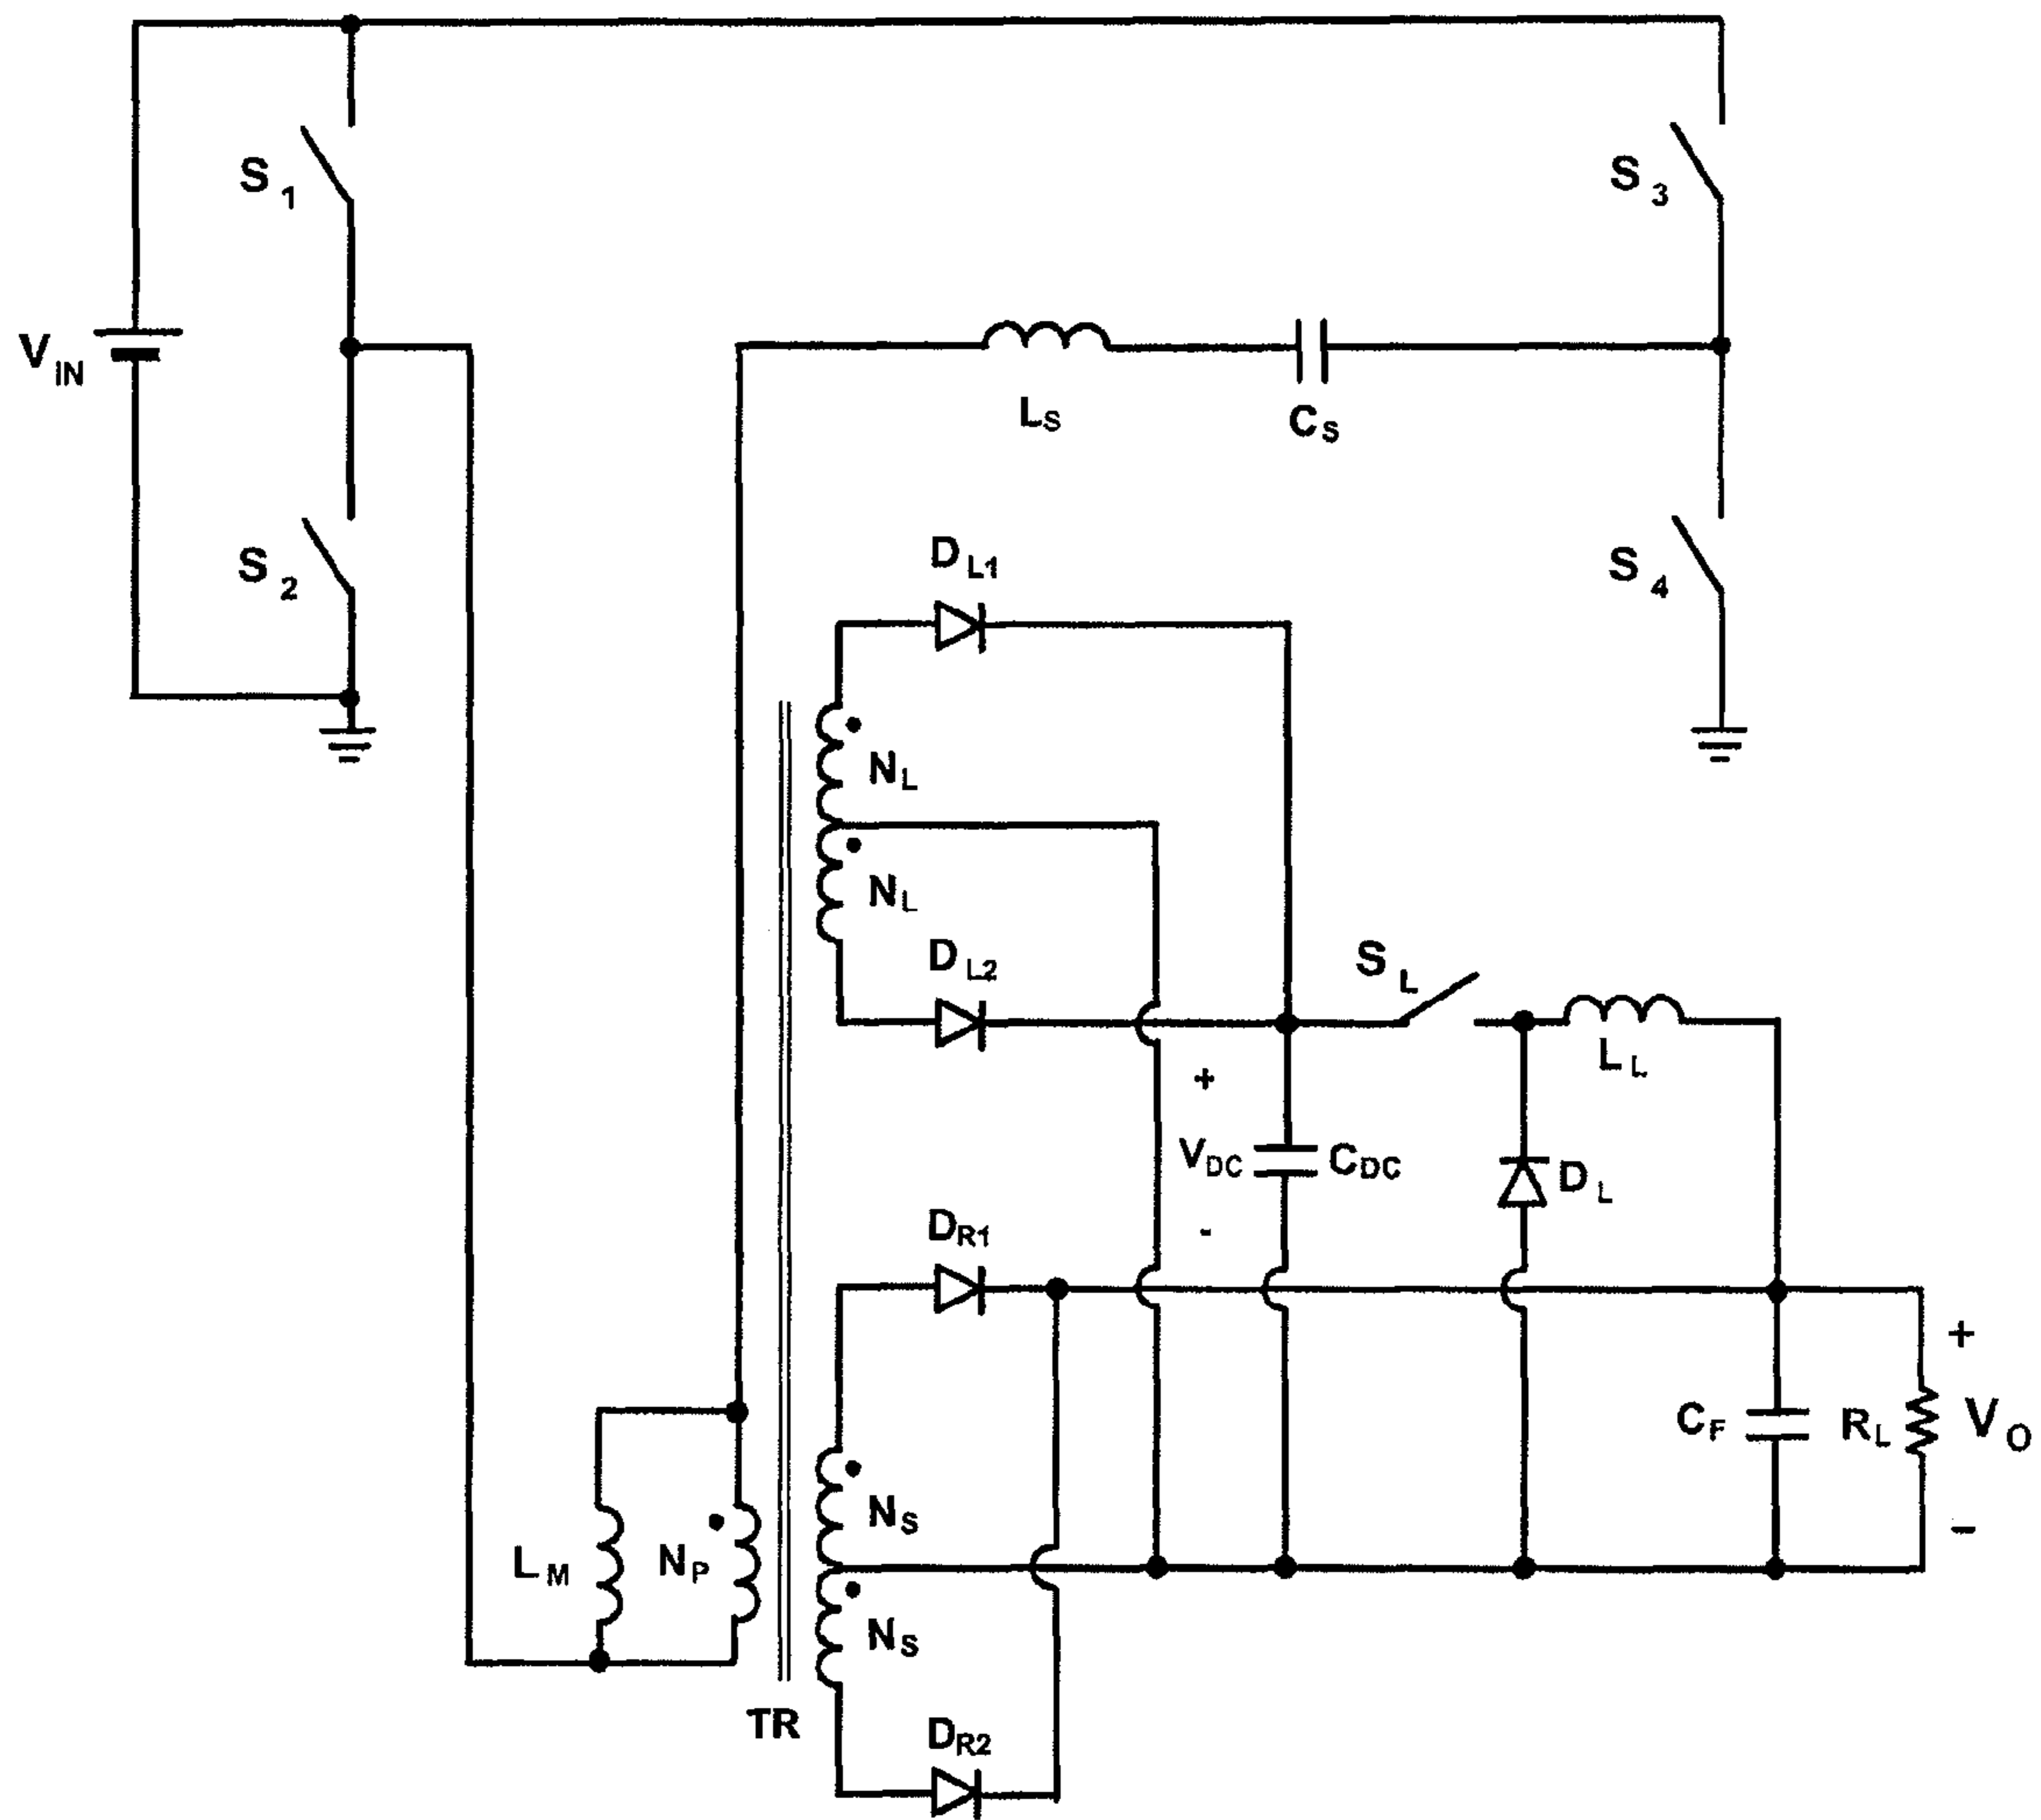 S1
S3
VIN
LS
CS
S2
DL1
S4
NL
NL
DL2
SL
LL
+
VDC
CDC
DL
-
DR1
+
CF
RL
VO
NS
LM
NP
−
NS
TR
DR2